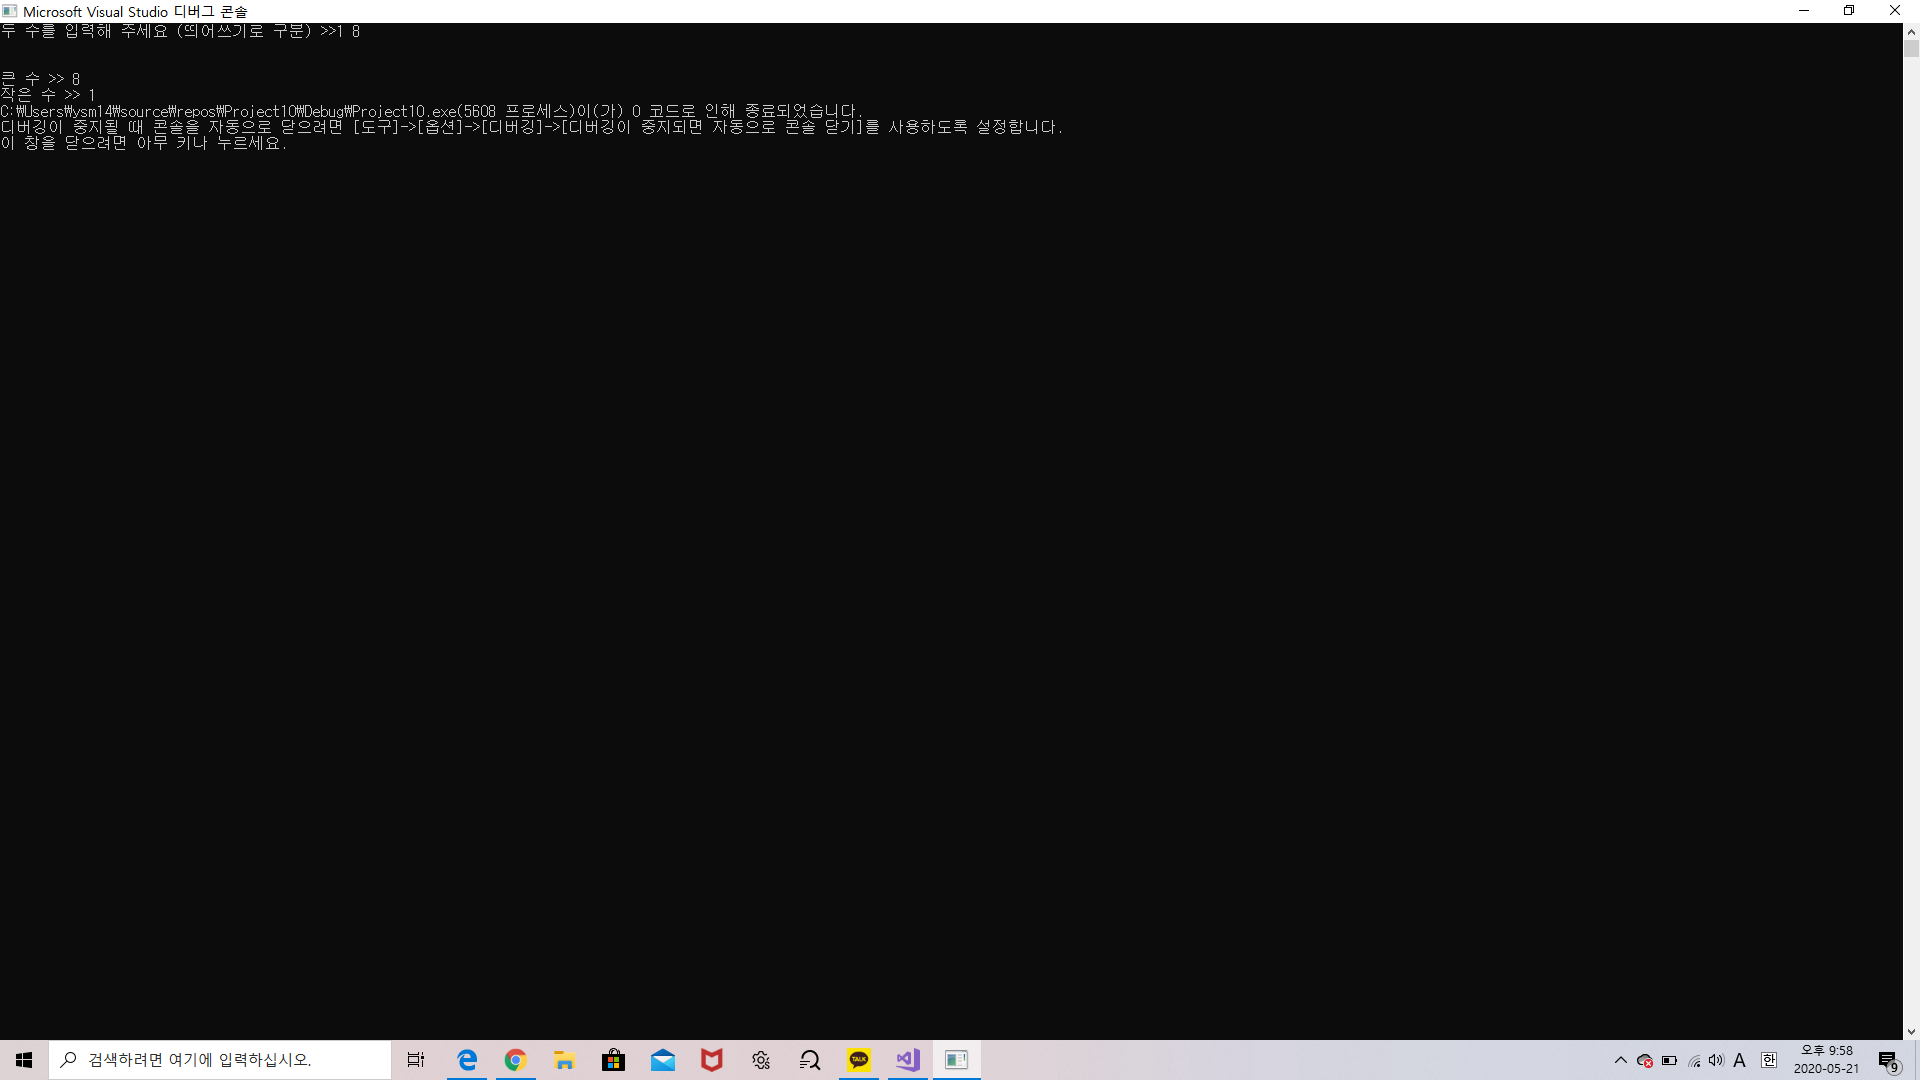 Microsoft Visual Studio 디버그 콘솔
두 수를 입력해 주세요 (띄어쓰기로 구분) >>1 8
큰 수 >> 8
작은 수 >> 1
C:\Users\ysm14\source\repos\Project10\Debug\Project10.exe(5608 프로세스)이(가) 0 코드로 인해 종료되었습니다.
디버깅이 중지될 때 콘솔을 자동으로 닫으려면 [도구]->[옵션]->[디버깅]->[디버깅이 중지되면 자동으로 콘솔 닫기]를 사용하도록 설정합니다.
이 창을 닫으려면 아무 키나 누르세요.
검색하려면 여기에 입력하십시오.
TALK
A
한
오후 9:58
2020-05-21
9